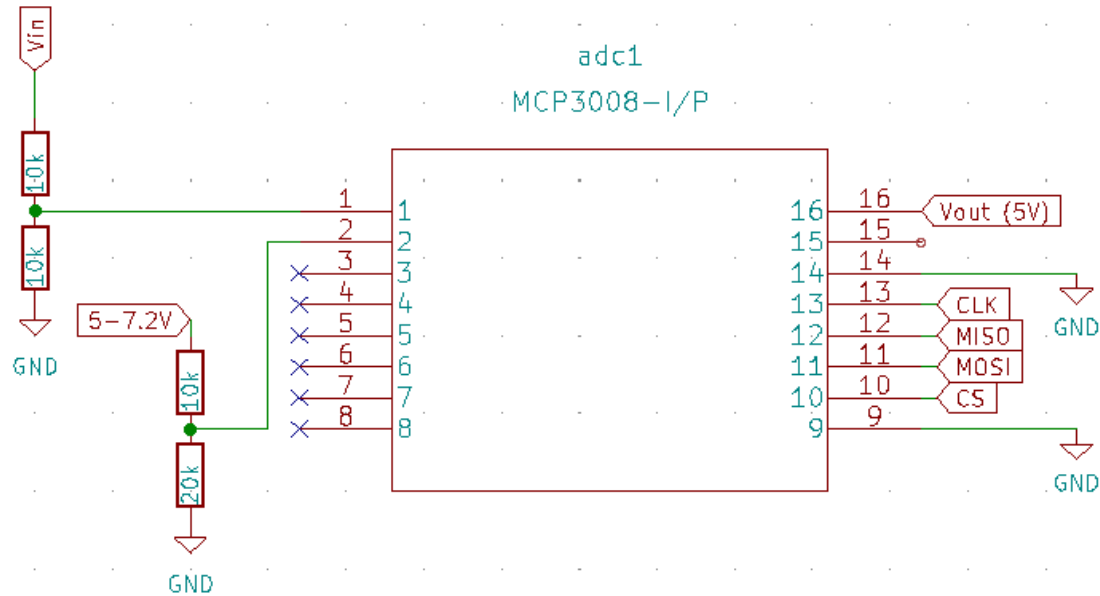 Vin
adc1
MCP3008-I/P
10k
10k
GND
5-7.2V
10k
20k
GND
1 1
2 2
3 3
4 4
5 5
6 6
7 7
8 8
16 16 Vout (5V)
15 15
14 14
GND
13 13 CLK
12 12 MISO
11 11 MOSI
10 10 CS
9 9
GND